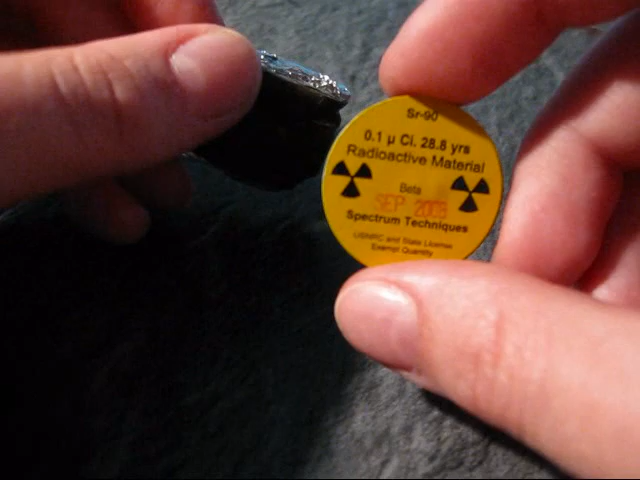 Sr-90
0.1 μ Ci. 28.8 yrs
Radioactive Material
Beta
SEP 2008
Spectrum Techniques
USNRC and State License
Exempt Quantity